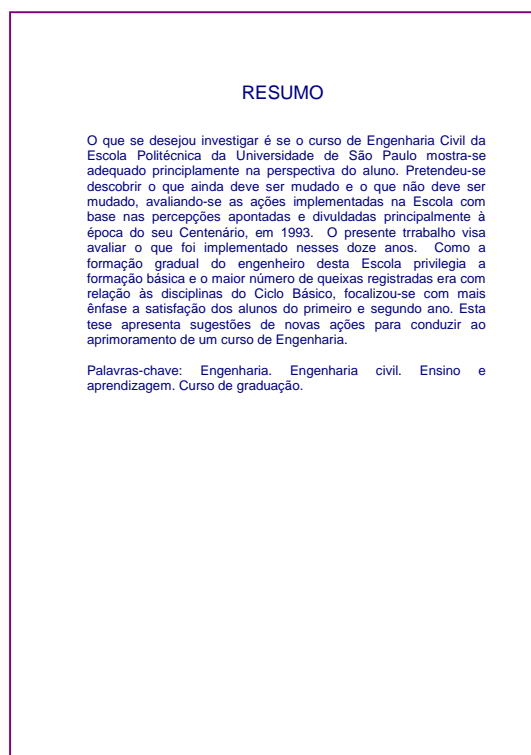 RESUMO
O que se desejou investigar é se o curso de Engenharia Civil da
Escola Politécnica da Universidade de São Paulo mostra-se
adequado principlamente na perspectiva do aluno. Pretendeu-se
descobrir o que ainda deve ser mudado e o que não deve ser
mudado, avaliando-se as ações implementadas na Escola com
base nas percepções apontadas e divuldadas principalmente à
época do seu Centenário, em 1993. O presente trrabalho visa
avaliar o que foi implementado nesses doze anos. Como a
formação gradual do engenheiro desta Escola privilegia a
formação básica e o maior número de queixas registradas era com
relação às disciplinas do Ciclo Básico, focalizou-se com mais
ênfase a satisfação dos alunos do primeiro e segundo ano. Esta
tese apresenta sugestões de novas ações para conduzir ao
aprimoramento de um curso de Engenharia.
Palavras-chave: Engenharia. Engenharia civil. Ensino e
aprendizagem. Curso de graduação.